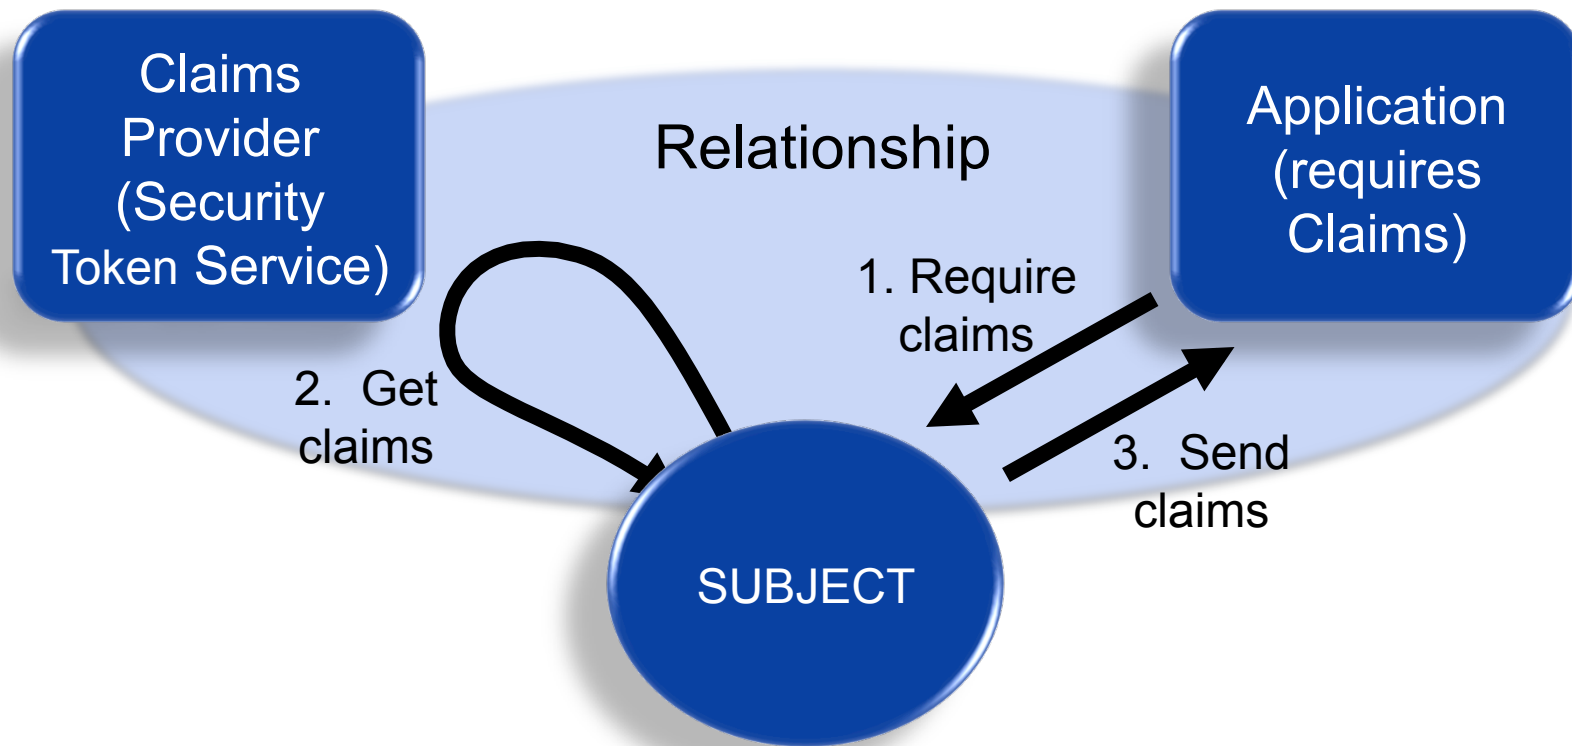 Claims
Provider
(Security
Token Service)
Relationship
Application
(requires
Claims)
1. Require
claims
2. Get
claims
3. Send
claims
SUBJECT